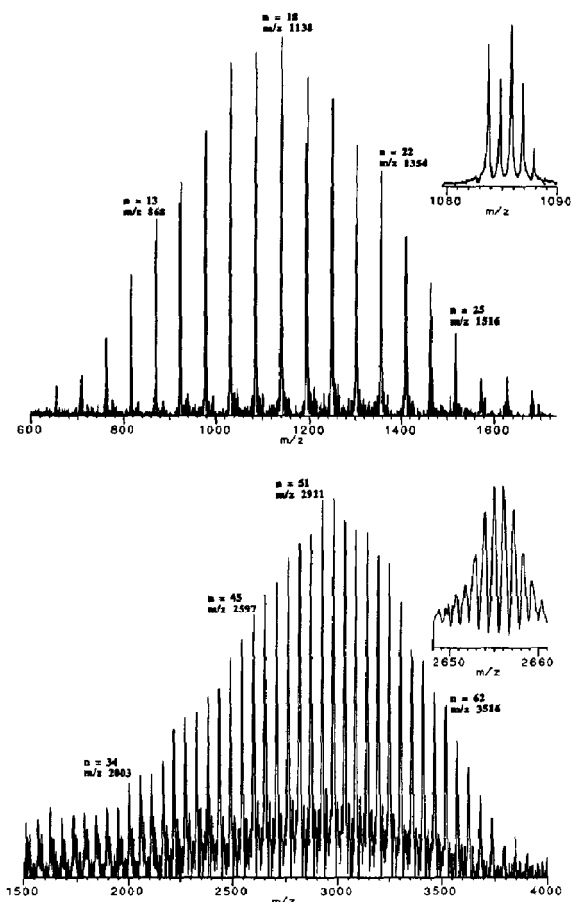 n = 18
m/z 1138
n = 22
m/z 1354
n = 13
m/z 868
n = 25
m/z 1516
1080
1090
m/z
600
800
1000
1200
1400
1600
m/z
n = 51
m/z 2911
n = 45
m/z 2597
n = 62
m/z 3516
n = 34
m/z 2003
2650
2660
m/z
1500
2000
2500
3000
3500
4000
m/z